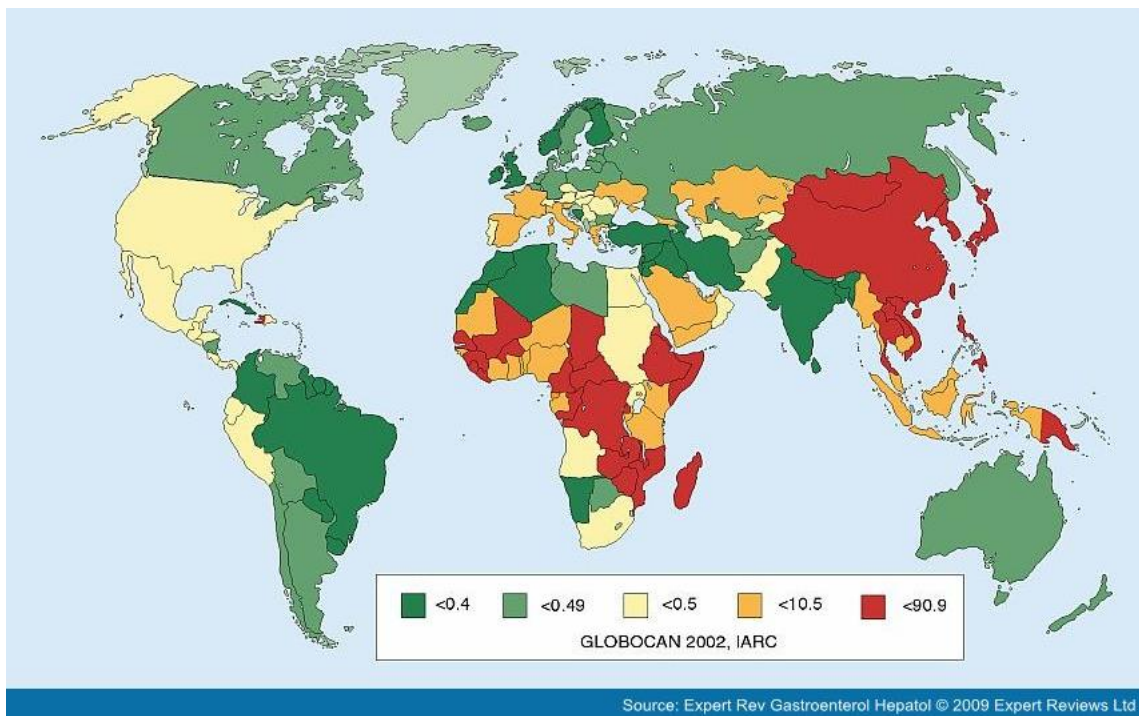 <0.4 <0.49 <0.5 <10.5 <90.9
GLOBOCAN 2002, IARC
Source: Expert Rev Gastroenterol Hepatol © 2009 Expert Reviews Ltd